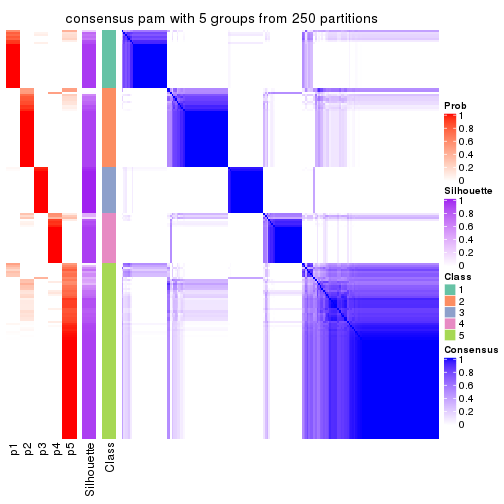 consensus pam with 5 groups from 250 partitions
Prob
1
0.8
0.6
0.4
0.2
0
Silhouette
1
0.8
0.6
0.4
0.2
0
Class
1
2
3
4
5
Consensus
1
0.8
0.6
0.4
0.2
0
p1
p2
p3
p4
p5
Silhouette
Class